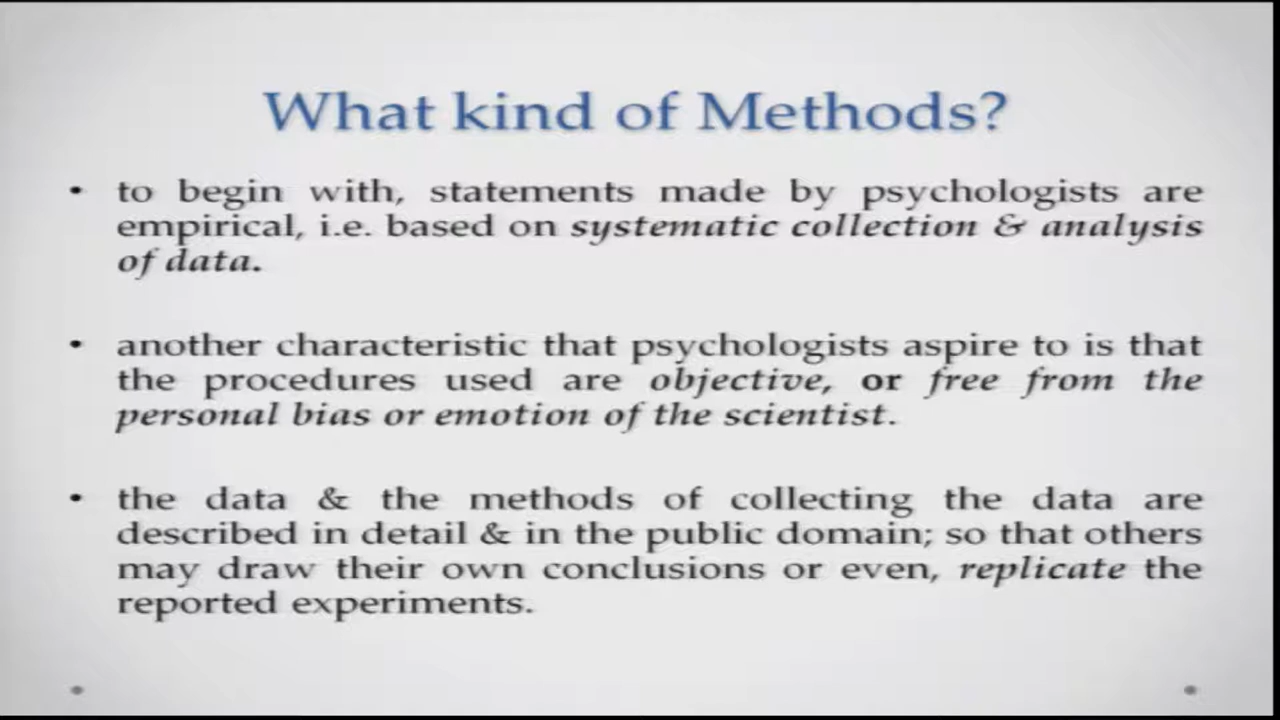 What kind of Methods?
• to begin with, statements made by psychologists are
empirical, i.e. based on systematic collection & analysis
of data.
• another characteristic that psychologists aspire to is that
the procedures used are objective, or free from the
personal bias or emotion of the scientist.
• the data & the methods of collecting the data are
described in detail & in the public domain; so that others
may draw their own conclusions or even, replicate the
reported experiments.